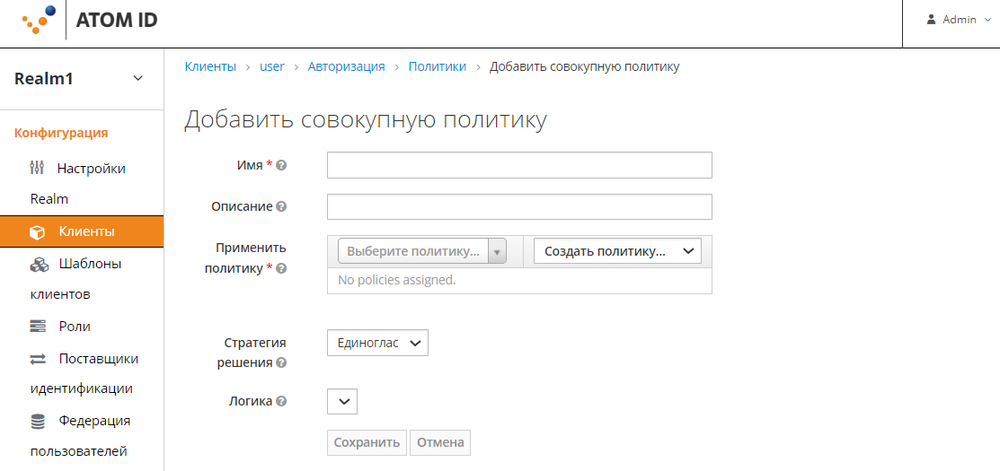 ATOM ID
Admin
Realm1
Конфигурация
Настройки
Realm
Клиенты
Шаблоны
клиентов
Роли
Поставщики
идентификации
Федерация
пользователей
Клиенты › user › Авторизация › Политики › Добавить совокупную политику
Добавить совокупную политику
Имя *
Описание
Применить
политику *
Выберите политику...
Создать политику...
No policies assigned.
Стратегия
решения
Единоглас
Логика
Сохранить
Отмена